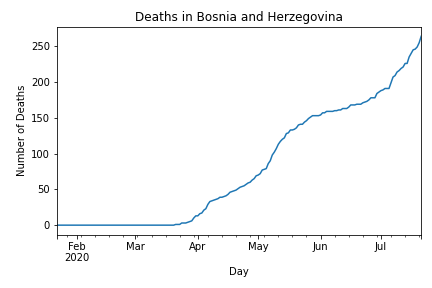 Deaths in Bosnia and Herzegovina
Number of Deaths
250
200
150
100
50
0
Feb Mar Apr May Jun Jul
2020
Day